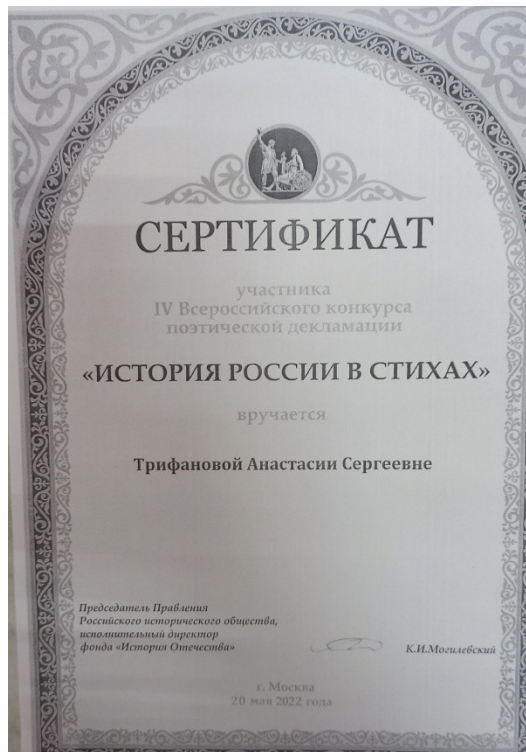 СЕРТИФИКАТ
участника
IV Всероссийского конкурса
поэтической декламации
«ИСТОРИЯ РОССИИ В СТИХАХ»
вручается
Трифановой Анастасии Сергеевне
Председатель Правления
Российского исторического общества,
исполнительный директор
фонда «История Отечества»
К.И.Могилевский
г. Москва
20 мая 2022 года